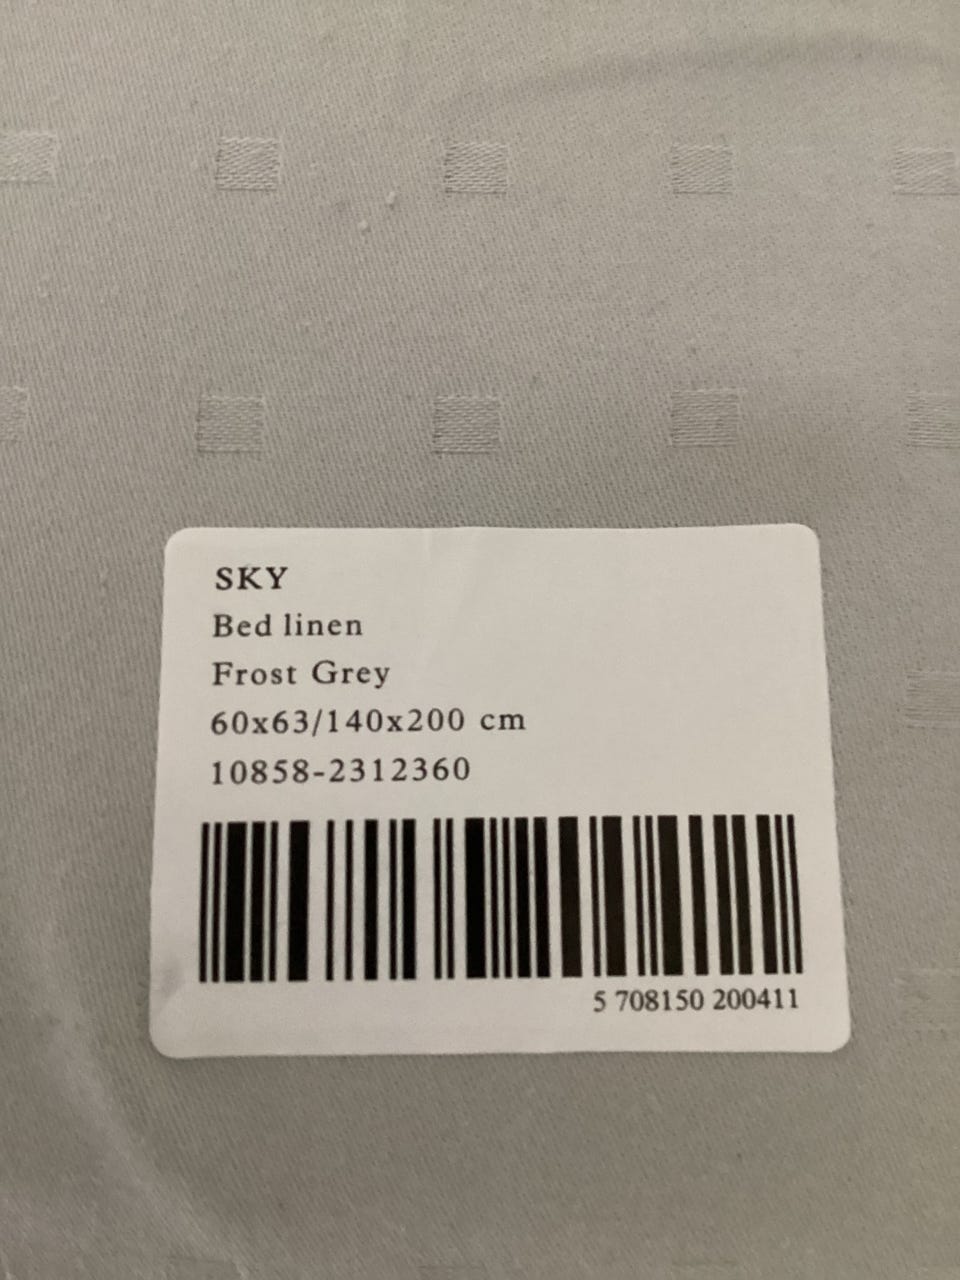 SKY
Bed linen
Frost Grey
60x63/140x200 cm
10858-2312360
5 708150 200411